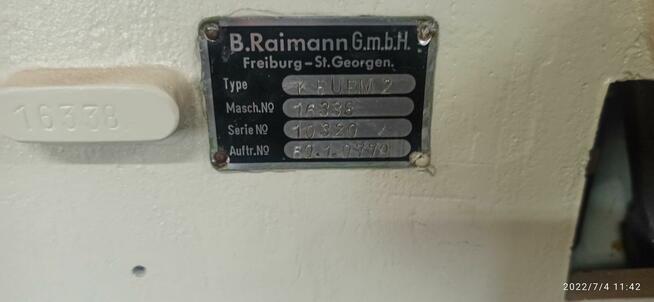 B.Raimann G.m.b.H.
Freiburg-St.Georgen.
Type K
Masch.No 16338
Serie No 10320
Auftr.No
16338
2022/7/4 11:42